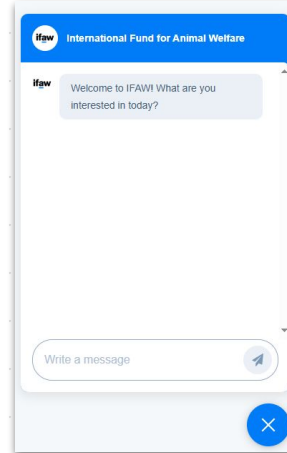 ifaw
International Fund for Animal Welfare
ifaw
Welcome to IFAW! What are you
interested in today?
Write a message